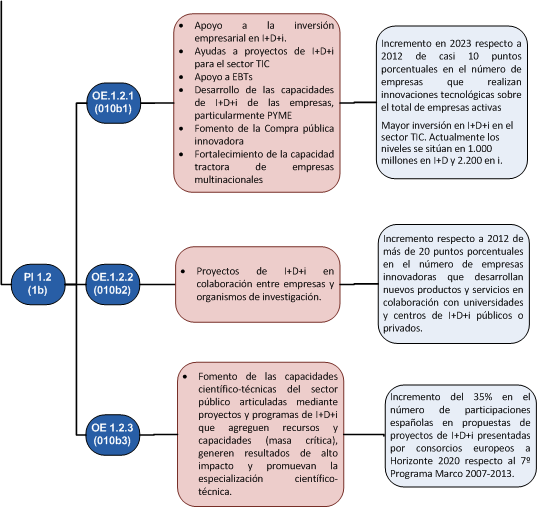 PI 1.2
(1b)
OE.1.2.1
(010b1)
• Apoyo a la inversión
empresarial en I+D+i.
• Ayudas a proyectos de I+D+i
para el sector TIC
• Apoyo a EBTs
• Desarrollo de las capacidades
de I+D+i de las empresas,
particularmente PYME
• Fomento de la Compra pública
innovadora
• Fortalecimiento de la capacidad
tractora de empresas
multinacionales
Incremento en 2023 respecto a
2012 de casi 10 puntos
porcentuales en el número de
empresas que realizan
innovaciones tecnológicas sobre
el total de empresas activas
Mayor inversión en I+D+i en el
sector TIC. Actualmente los
niveles se sitúan en 1.000
millones en I+D y 2.200 en i.
OE.1.2.2
(010b2)
• Proyectos de I+D+i en
colaboración entre empresas y
organismos de investigación.
Incremento respecto a 2012 de
más de 20 puntos porcentuales
en el número de empresas
innovadoras que desarrollan
nuevos productos y servicios en
colaboración con universidades
y centros de I+D+i públicos o
privados.
OE 1.2.3
(010b3)
• Fomento de las capacidades
científico-técnicas del sector
público articuladas mediante
proyectos y programas de I+D+i
que agreguen recursos y
capacidades (masa crítica),
generen resultados de alto
impacto y promuevan la
especialización científico-
técnica.
Incremento del 35% en el
número de participaciones
españolas en propuestas de
proyectos de I+D+i presentadas
por consorcios europeos a
Horizonte 2020 respecto al 7º
Programa Marco 2007-2013.